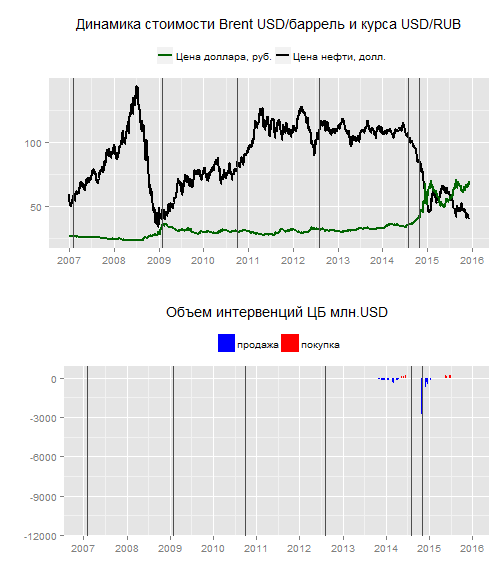 Динамика стоимости Brent USD/баррель и курса USD/RUB
Цена доллара, руб. Цена нефти, долл.
100
50
2007 2008 2009 2010 2011 2012 2013 2014 2015 2016
Объем интервенций ЦБ млн.USD
продажа покупка
0
-3000
-6000
-9000
-12000
2007 2008 2009 2010 2011 2012 2013 2014 2015 2016